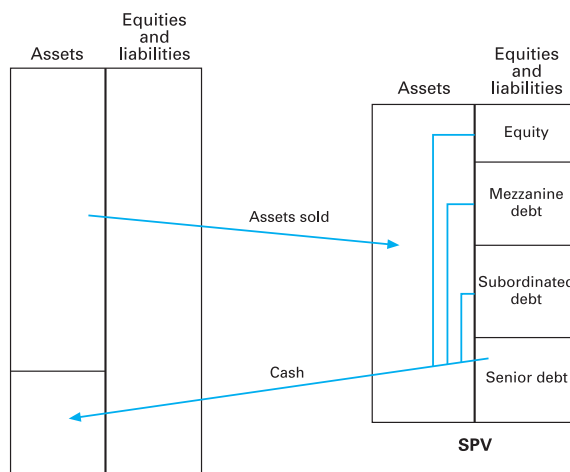 Assets
Equities
and
liabilities
Assets
Equities
and
liabilities
Equity
Mezzanine
debt
Assets sold
Subordinated
debt
Cash
Senior debt
SPV